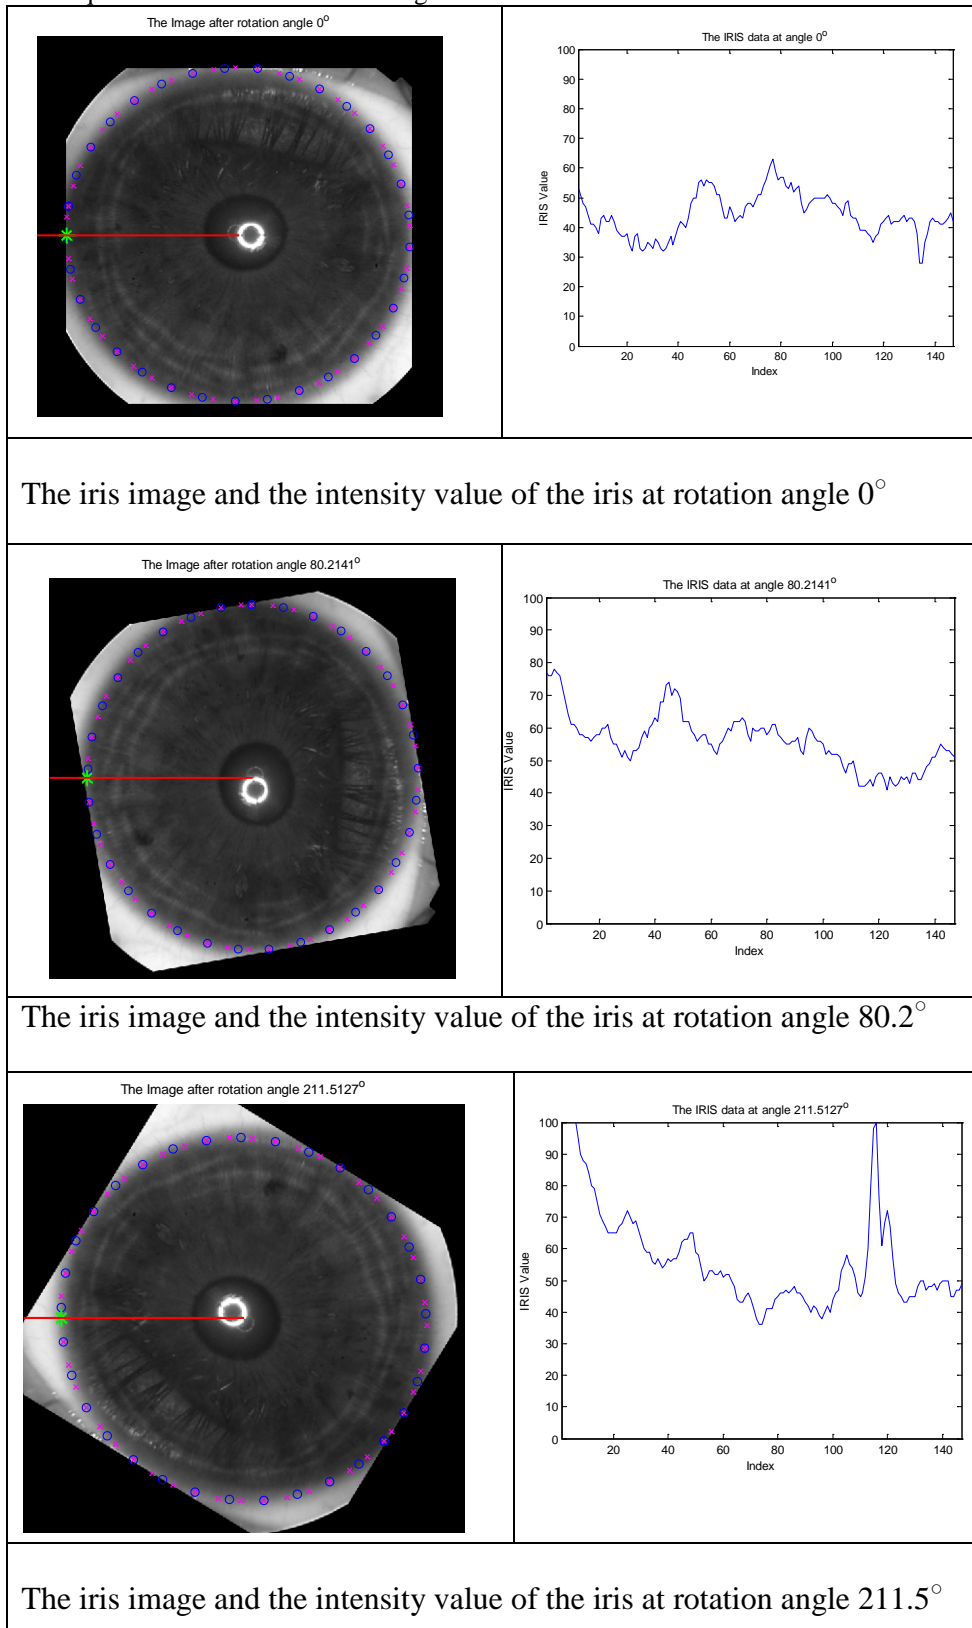 The Image after rotation angle 0°
The IRIS data at angle 0°
100
90
80
70
60
50
40
30
20
10
0
IRIS Value
20 40 60 80 100 120 140
Index
The iris image and the intensity value of the iris at rotation angle 0°
The Image after rotation angle 80.2141°
The IRIS data at angle 80.2141°
100
90
80
70
60
50
40
30
20
10
0
IRIS Value
20 40 60 80 100 120 140
Index
The iris image and the intensity value of the iris at rotation angle 80.2°
The Image after rotation angle 211.5127°
The IRIS data at angle 211.5127°
100
90
80
70
60
50
40
30
20
10
0
IRIS Value
20 40 60 80 100 120 140
Index
The iris image and the intensity value of the iris at rotation angle 211.5°